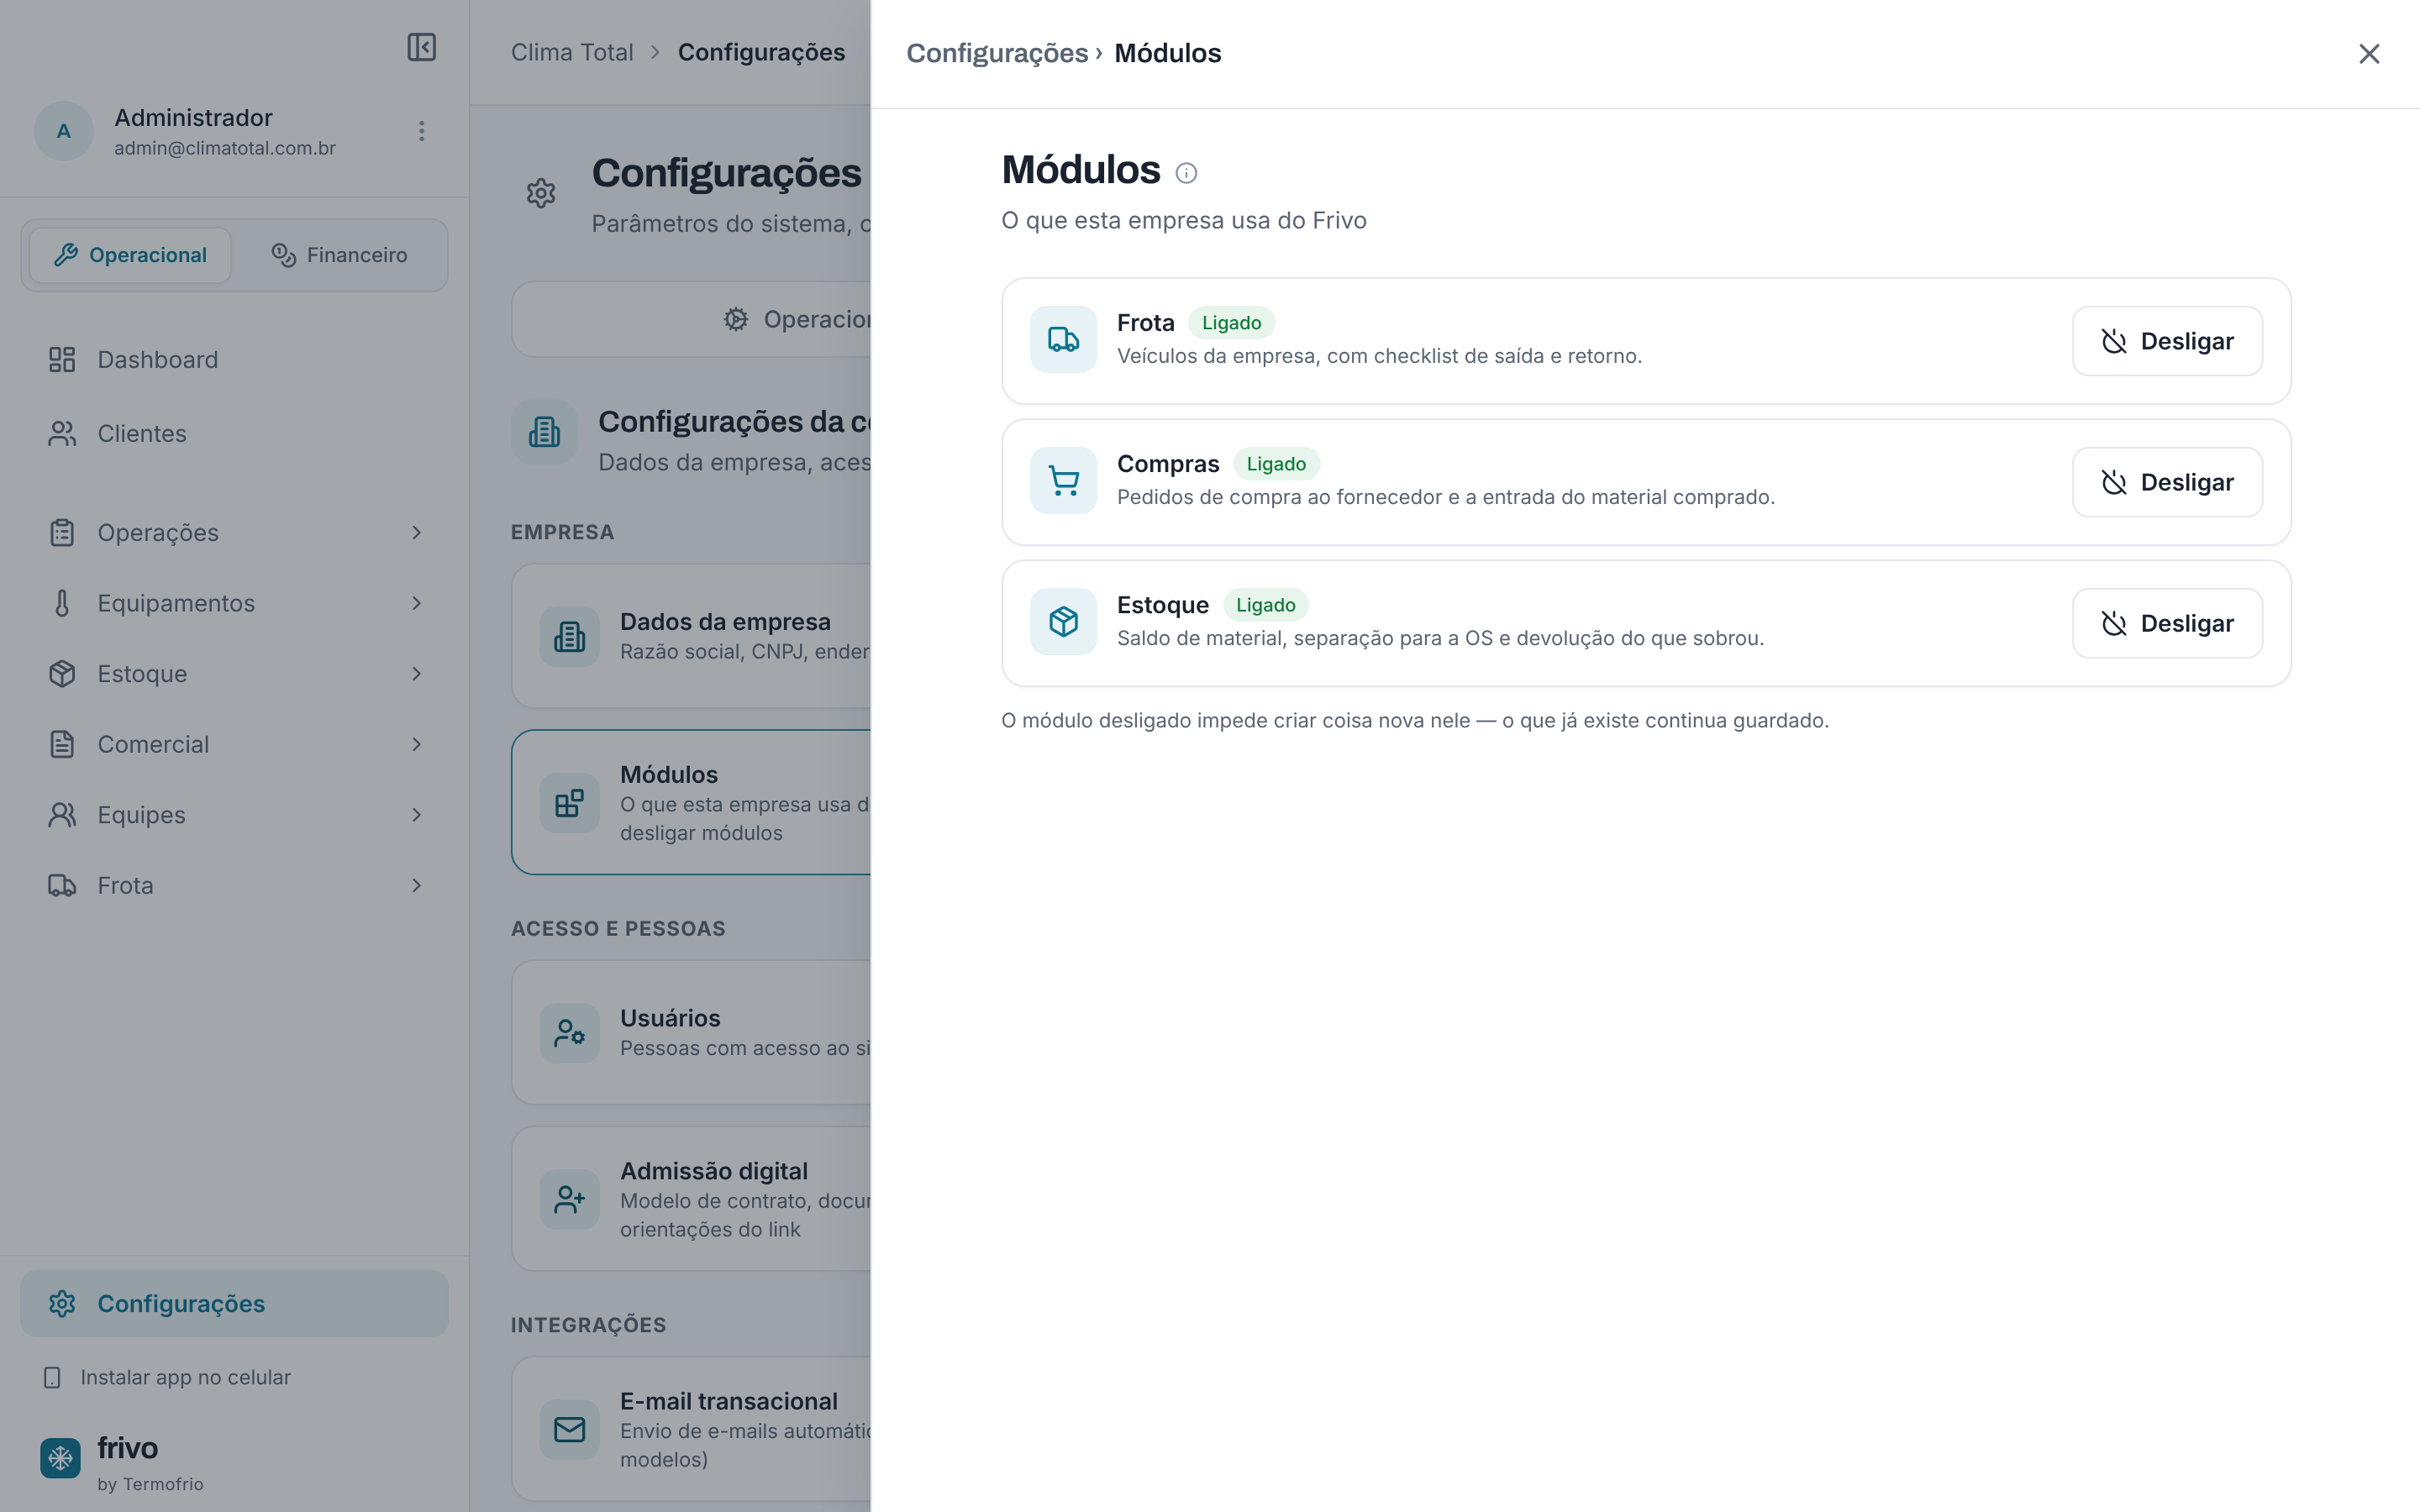 A
Administrador
admin@climatotal.com.br
Operacional
Financeiro
Dashboard
Clientes
Operações
Equipamentos
Estoque
Comercial
Equipes
Frota
Configurações
Instalar app no celular
frivo
by Termofrio
Clima Total > Configurações
Configurações
Parâmetros do sistema,
Operacion
Configurações da
Dados da empresa, aces
EMPRESA
Dados da empresa
Razão social, CNPJ, ender
Módulos
O que esta empresa usa d
desligar módulos
ACESSO E PESSOAS
Usuários
Pessoas com acesso ao si
Admissão digital
Modelo de contrato, docu
orientações do link
INTEGRAÇÕES
E-mail transacional
Envio de e-mails automátic
modelos)
Configurações › Módulos
Módulos
O que esta empresa usa do Frivo
Frota Ligado
Veículos da empresa, com checklist de saída e retorno.
Desligar
Compras Ligado
Pedidos de compra ao fornecedor e a entrada do material comprado.
Desligar
Estoque Ligado
Saldo de material, separação para a OS e devolução do que sobrou.
Desligar
O módulo desligado impede criar coisa nova nele — o que já existe continua guardado.